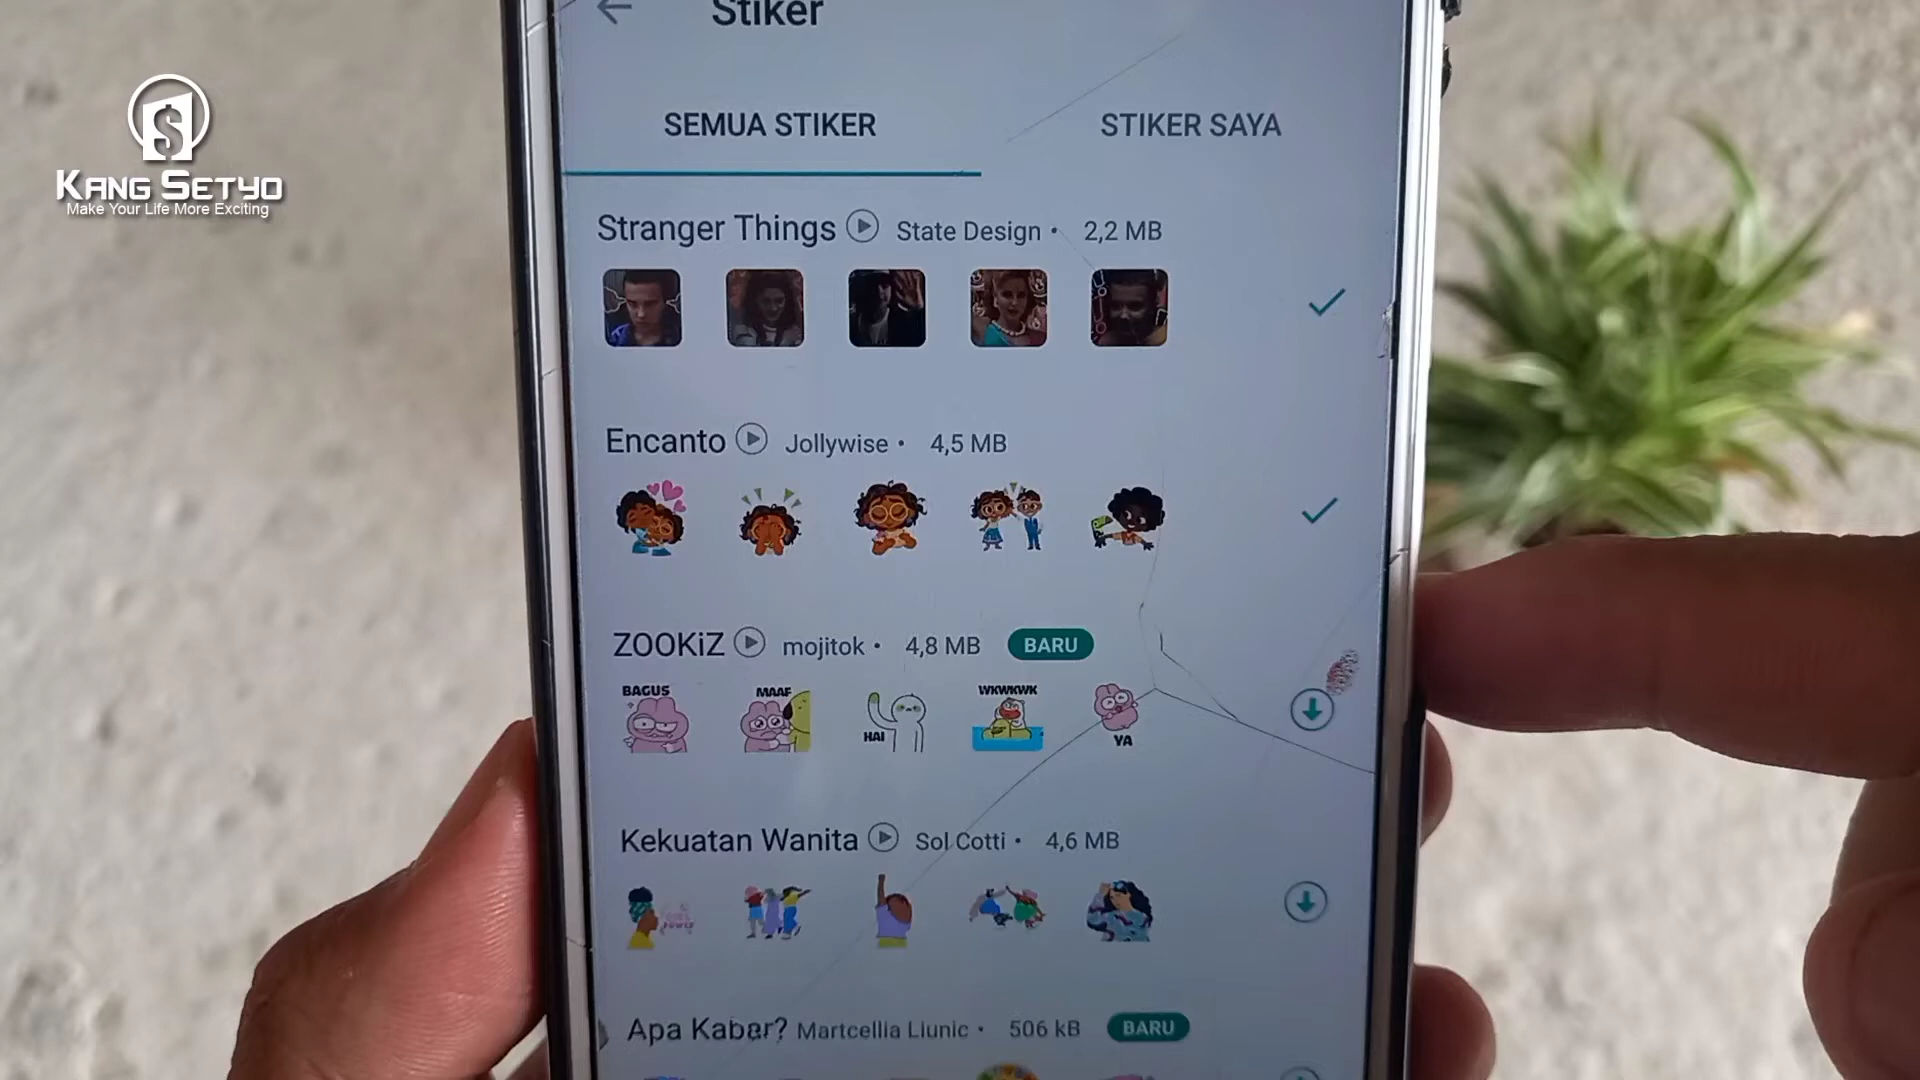 Stiker
KANG SETYO
Make Your Life More Exciting
SEMUA STIKER STIKER SAYA
Stranger Things State Design • 2,2 MB
Encanto Jollywise • 4,5 MB
ZOOKiZ mojitok • 4,8 MB BARU
BAGUS MAAF HAI WKWKWK YA
Kekuatan Wanita Sol Cotti • 4,6 MB
GIRL POWER
Apa Kabar? Martcellia Liunic • 506 kB BARU